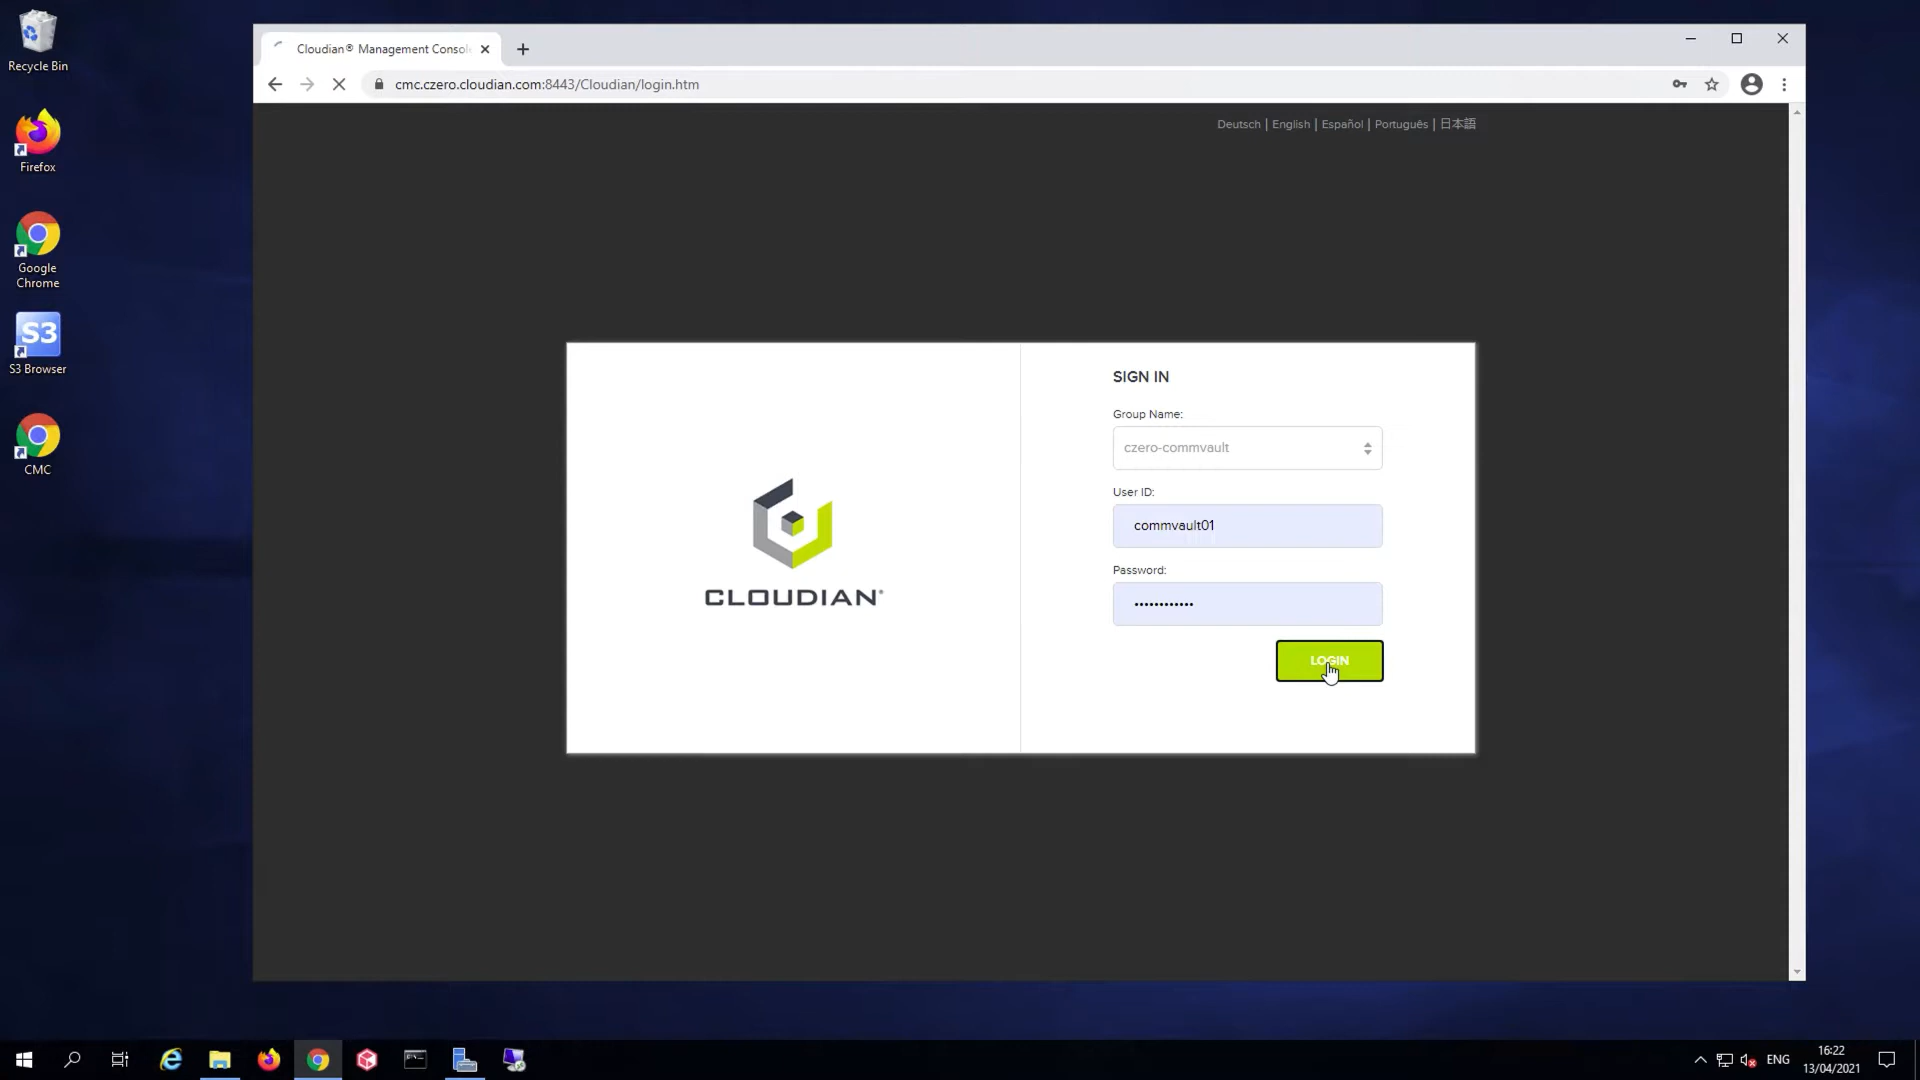 Recycle Bin
Firefox
Google
Chrome
S3
S3 Browser
CMC
Cloudian® Management Consol
cmc.czero.cloudian.com:8443/Cloudian/login.htm
Deutsch | English | Español | Português | 日本語
CLOUDIAN®
SIGN IN
Group Name:
czero-commvault
User ID:
commvault01
Password:
••••••••••••
LOGIN
ENG
16:22
13/04/2021